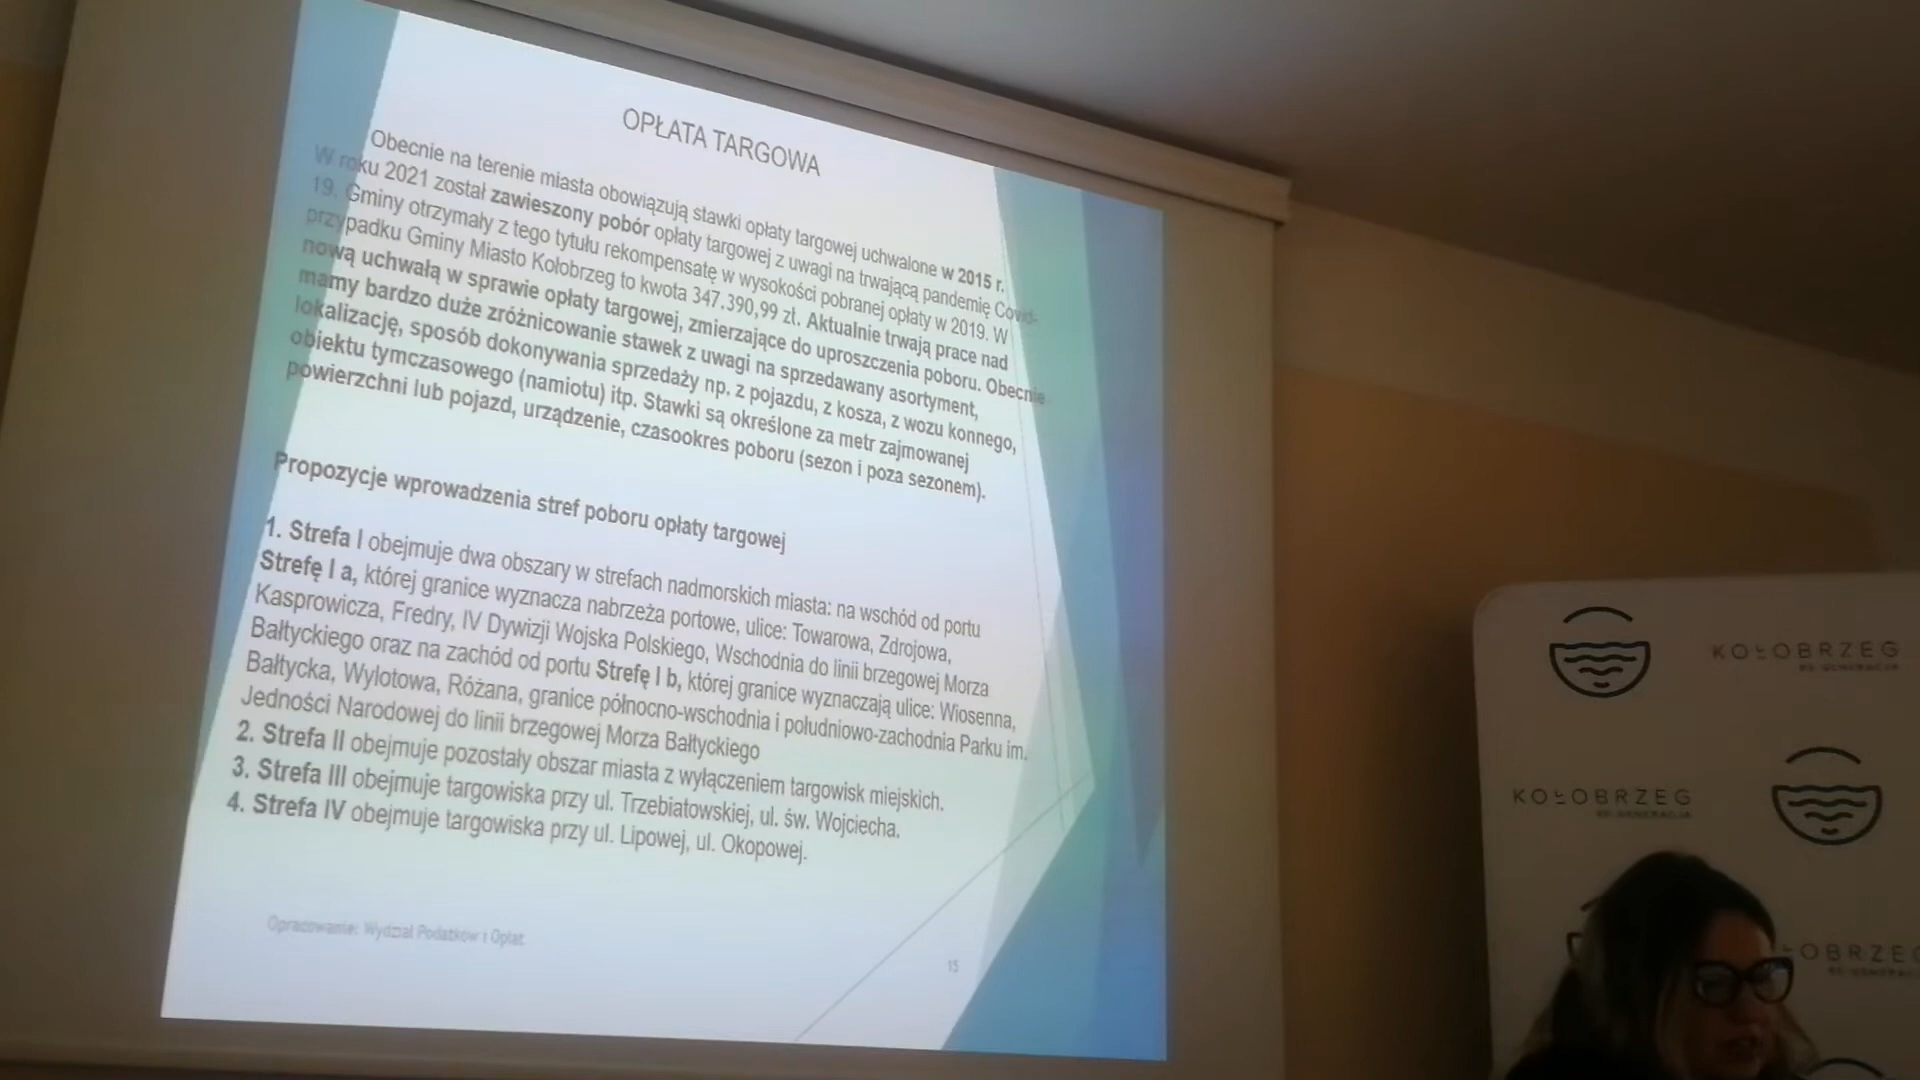 OPŁATA TARGOWA
Obecnie na terenie miasta obowiązują stawki opłaty targowej uchwalone w 2015 r.
W roku 2021 został zawieszony pobór opłaty targowej z uwagi na trwającą pandemię Covid-
19. Gminy otrzymały z tego tytułu rekompensatę w wysokości pobranej opłaty w 2019. W
przypadku Gminy Miasto Kołobrzeg to kwota 347.390,99 zł. Aktualnie trwają prace nad
nową uchwałą w sprawie opłaty targowej, zmierzające do uproszczenia poboru. Obecnie
mamy bardzo duże zróżnicowanie stawek z uwagi na sprzedawany asortyment,
lokalizację, sposób dokonywania sprzedaży np. z pojazdu, z kosza, z wozu konnego,
obiektu tymczasowego (namiotu) itp. Stawki są określone za metr zajmowanej
powierzchni lub pojazd, urządzenie, czasookres poboru (sezon i poza sezonem).
Propozycje wprowadzenia stref poboru opłaty targowej
1. Strefa I obejmuje dwa obszary w strefach nadmorskich miasta: na wschód od portu
Strefę I a, której granice wyznacza nabrzeża portowe, ulice: Towarowa, Zdrojowa,
Kasprowicza, Fredry, IV Dywizji Wojska Polskiego, Wschodnia do linii brzegowej Morza
Bałtyckiego oraz na zachód od portu Strefę I b, której granice wyznaczają ulice: Wiosenna,
Bałtycka, Wylotowa, Różana, granice północno-wschodnia i południowo-zachodnia Parku im.
Jedności Narodowej do linii brzegowej Morza Bałtyckiego
2. Strefa II obejmuje pozostały obszar miasta z wyłączeniem targowisk miejskich.
3. Strefa III obejmuje targowiska przy ul. Trzebiatowskiej, ul. św. Wojciecha.
4. Strefa IV obejmuje targowiska przy ul. Lipowej, ul. Okopowej.
Opracowanie: Wydział Podatków i Opłat
15
KOŁOBRZEG
KOŁOBRZEG
OBRZEG